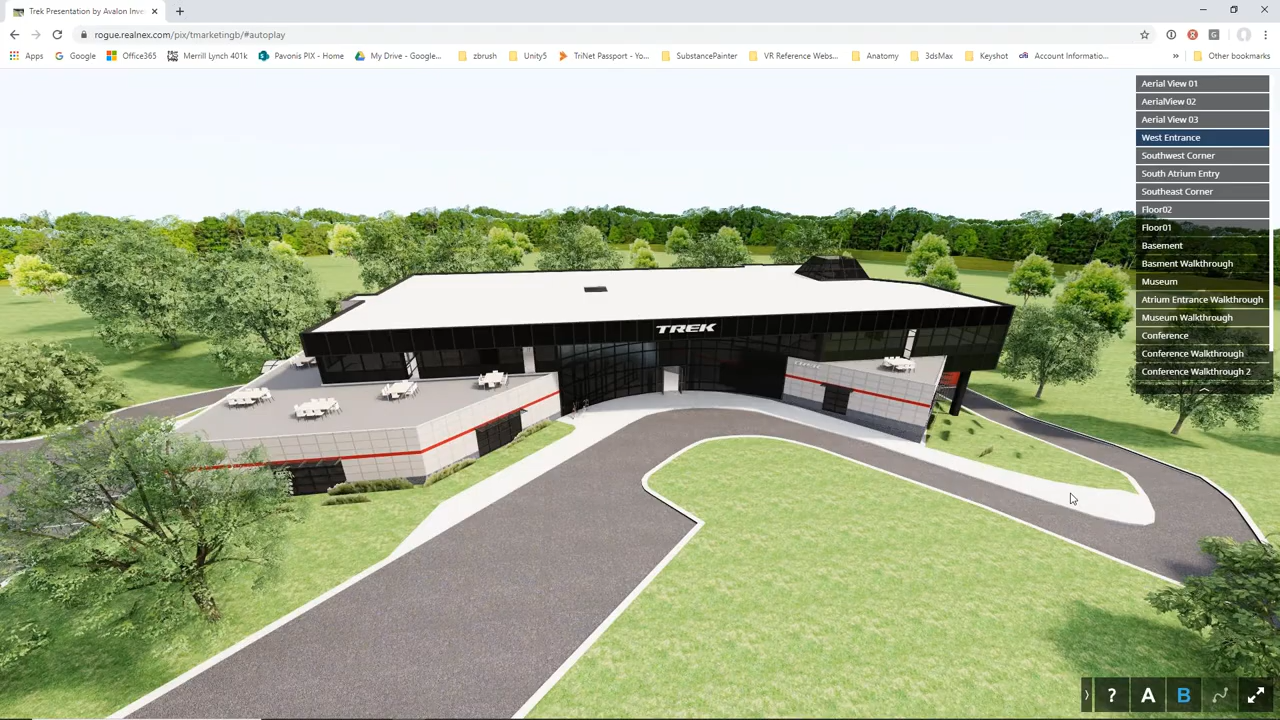 Trek Presentation by Avalon Inve
rogue.realnex.com/pix/tmarketingb/#autoplay
Apps
Google
Office365
Merrill Lynch 401k
Pavonis PIX - Home
My Drive – Google...
zbrush
Unity5
TriNet Passport - Yo...
SubstancePainter
VR Reference Webs...
Anatomy
3dsMax
Keyshot
Account Informatio...
»
Other bookmarks
Aerial View 01
AerialView 02
Aerial View 03
West Entrance
Southwest Corner
South Atrium Entry
Southeast Corner
Floor02
Floor01
Basement
Basment Walkthrough
Museum
Atrium Entrance Walkthrough
Museum Walkthrough
Conference
Conference Walkthrough
Conference Walkthrough 2
TREK
? A B